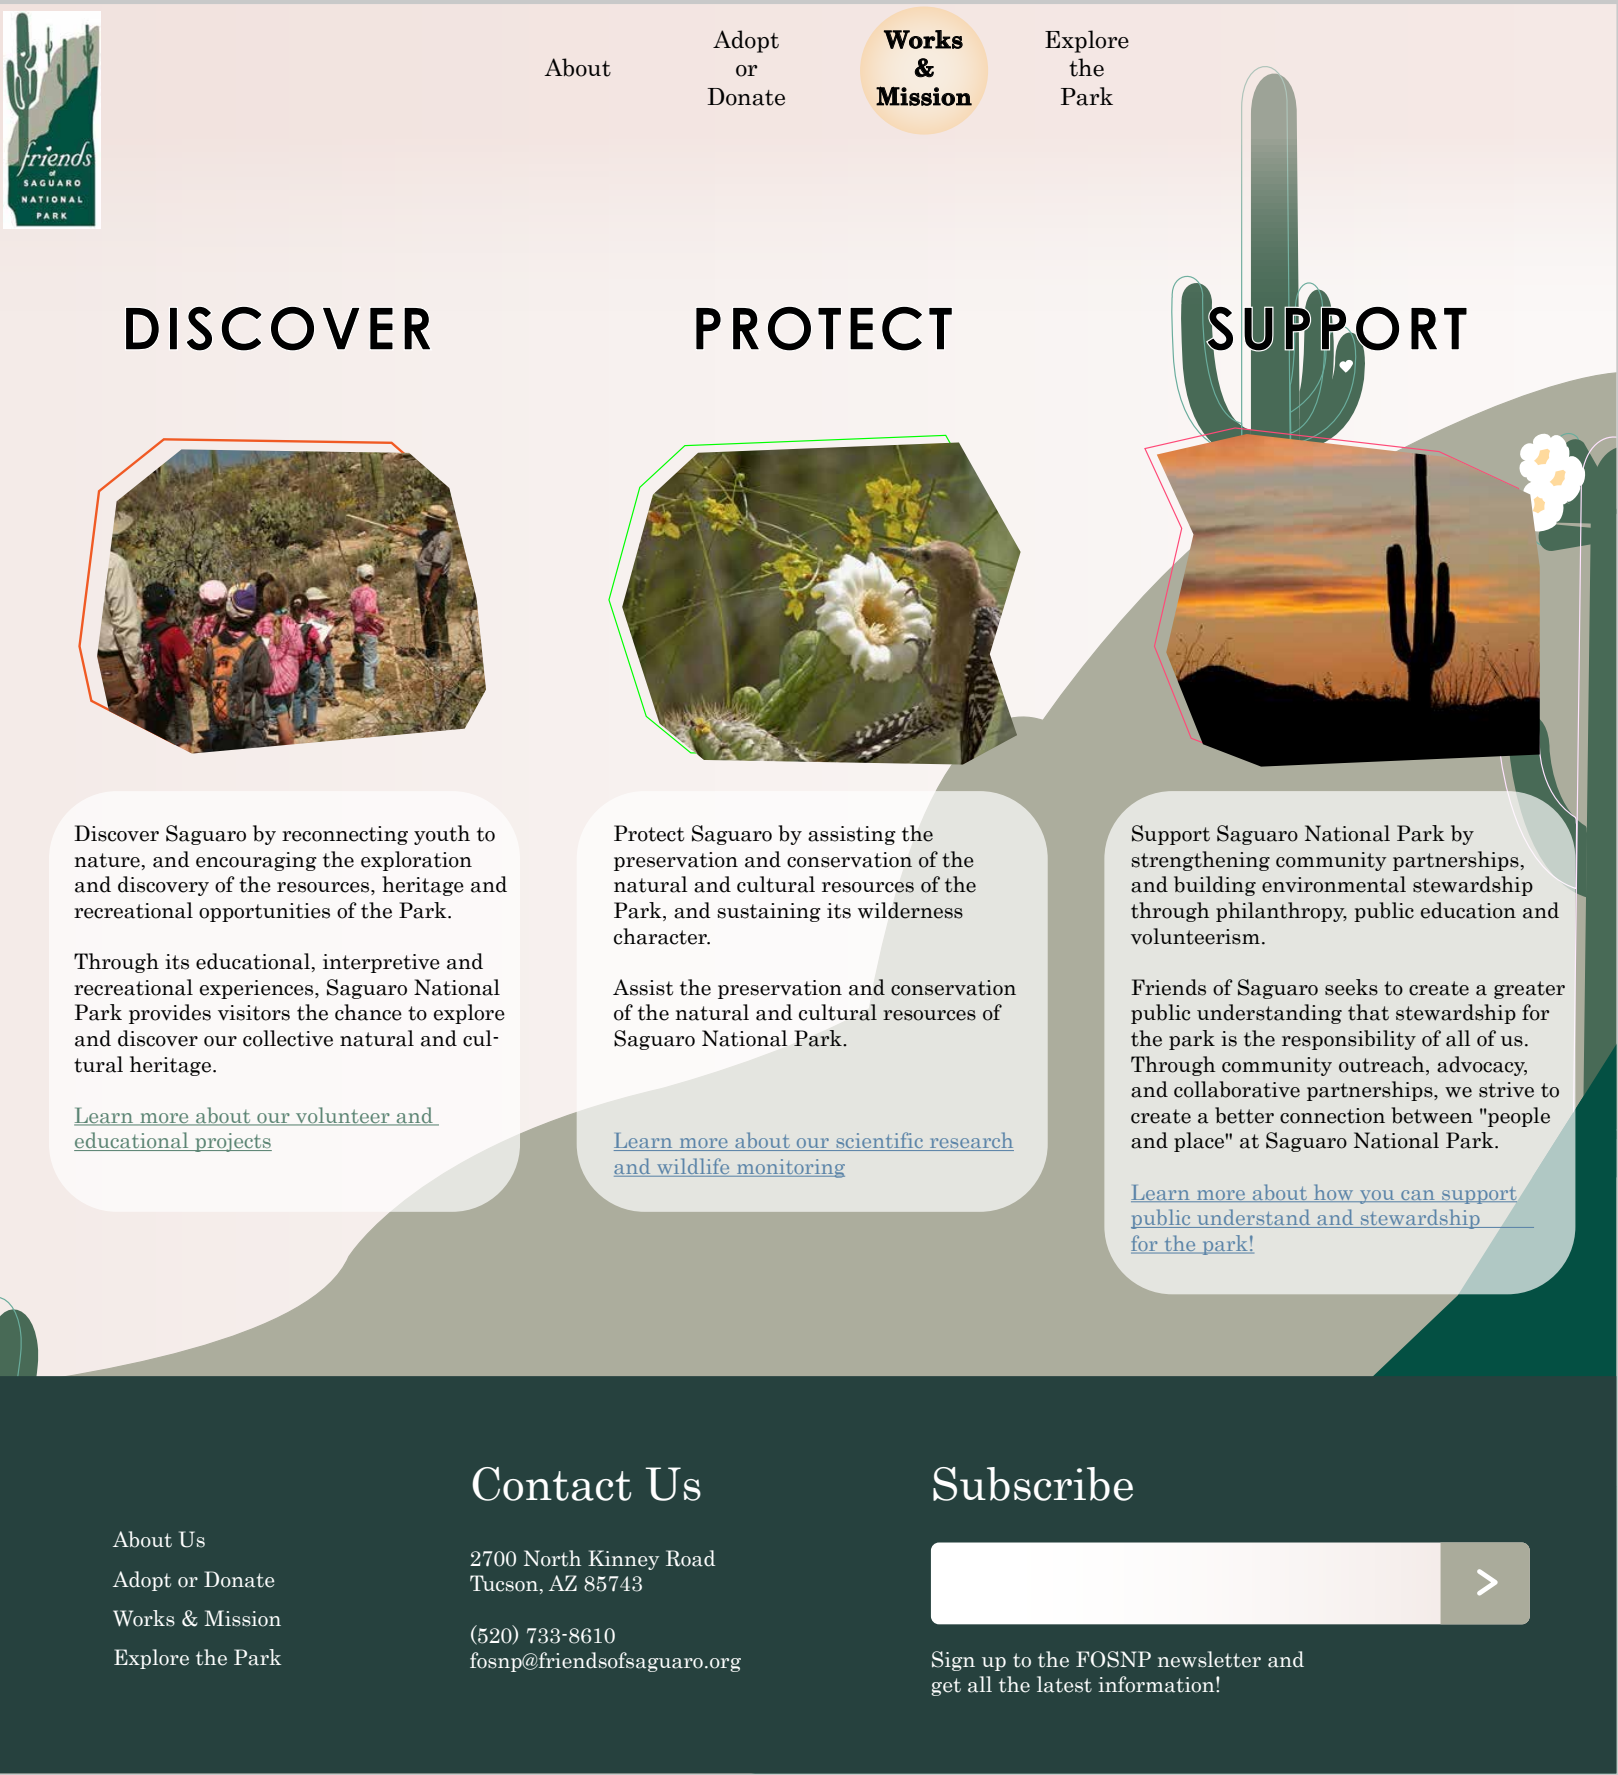 friends
of
SAGUARO
NATIONAL
PARK
About
Adopt
or
Donate
Works
&
Mission
Explore
the
Park
DISCOVER
PROTECT
SUPPORT
Discover Saguaro by reconnecting youth to
nature, and encouraging the exploration
and discovery of the resources, heritage and
recreational opportunities of the Park.
Through its educational, interpretive and
recreational experiences, Saguaro National
Park provides visitors the chance to explore
and discover our collective natural and cul-
tural heritage.
Learn more about our volunteer and
educational projects
Protect Saguaro by assisting the
preservation and conservation of the
natural and cultural resources of the
Park, and sustaining its wilderness
character.
Assist the preservation and conservation
of the natural and cultural resources of
Saguaro National Park.
Learn more about our scientific research
and wildlife monitoring
Support Saguaro National Park by
strengthening community partnerships,
and building environmental stewardship
through philanthropy, public education and
volunteerism.
Friends of Saguaro seeks to create a greater
public understanding that stewardship for
the park is the responsibility of all of us.
Through community outreach, advocacy,
and collaborative partnerships, we strive to
create a better connection between "people
and place" at Saguaro National Park.
Learn more about how you can support
public understand and stewardship
for the park!
About Us
Adopt or Donate
Works & Mission
Explore the Park
Contact Us
2700 North Kinney Road
Tucson, AZ 85743
(520) 733-8610
fosnp@friendsofsaguaro.org
Subscribe
>
Sign up to the FOSNP newsletter and
get all the latest information!